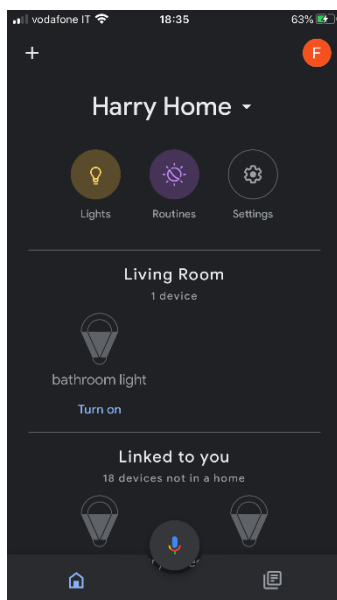 vodafone IT 18:35 63%
+ F
Harry Home
Lights Routines Settings
Living Room
1 device
bathroom light
Turn on
Linked to you
18 devices not in a home